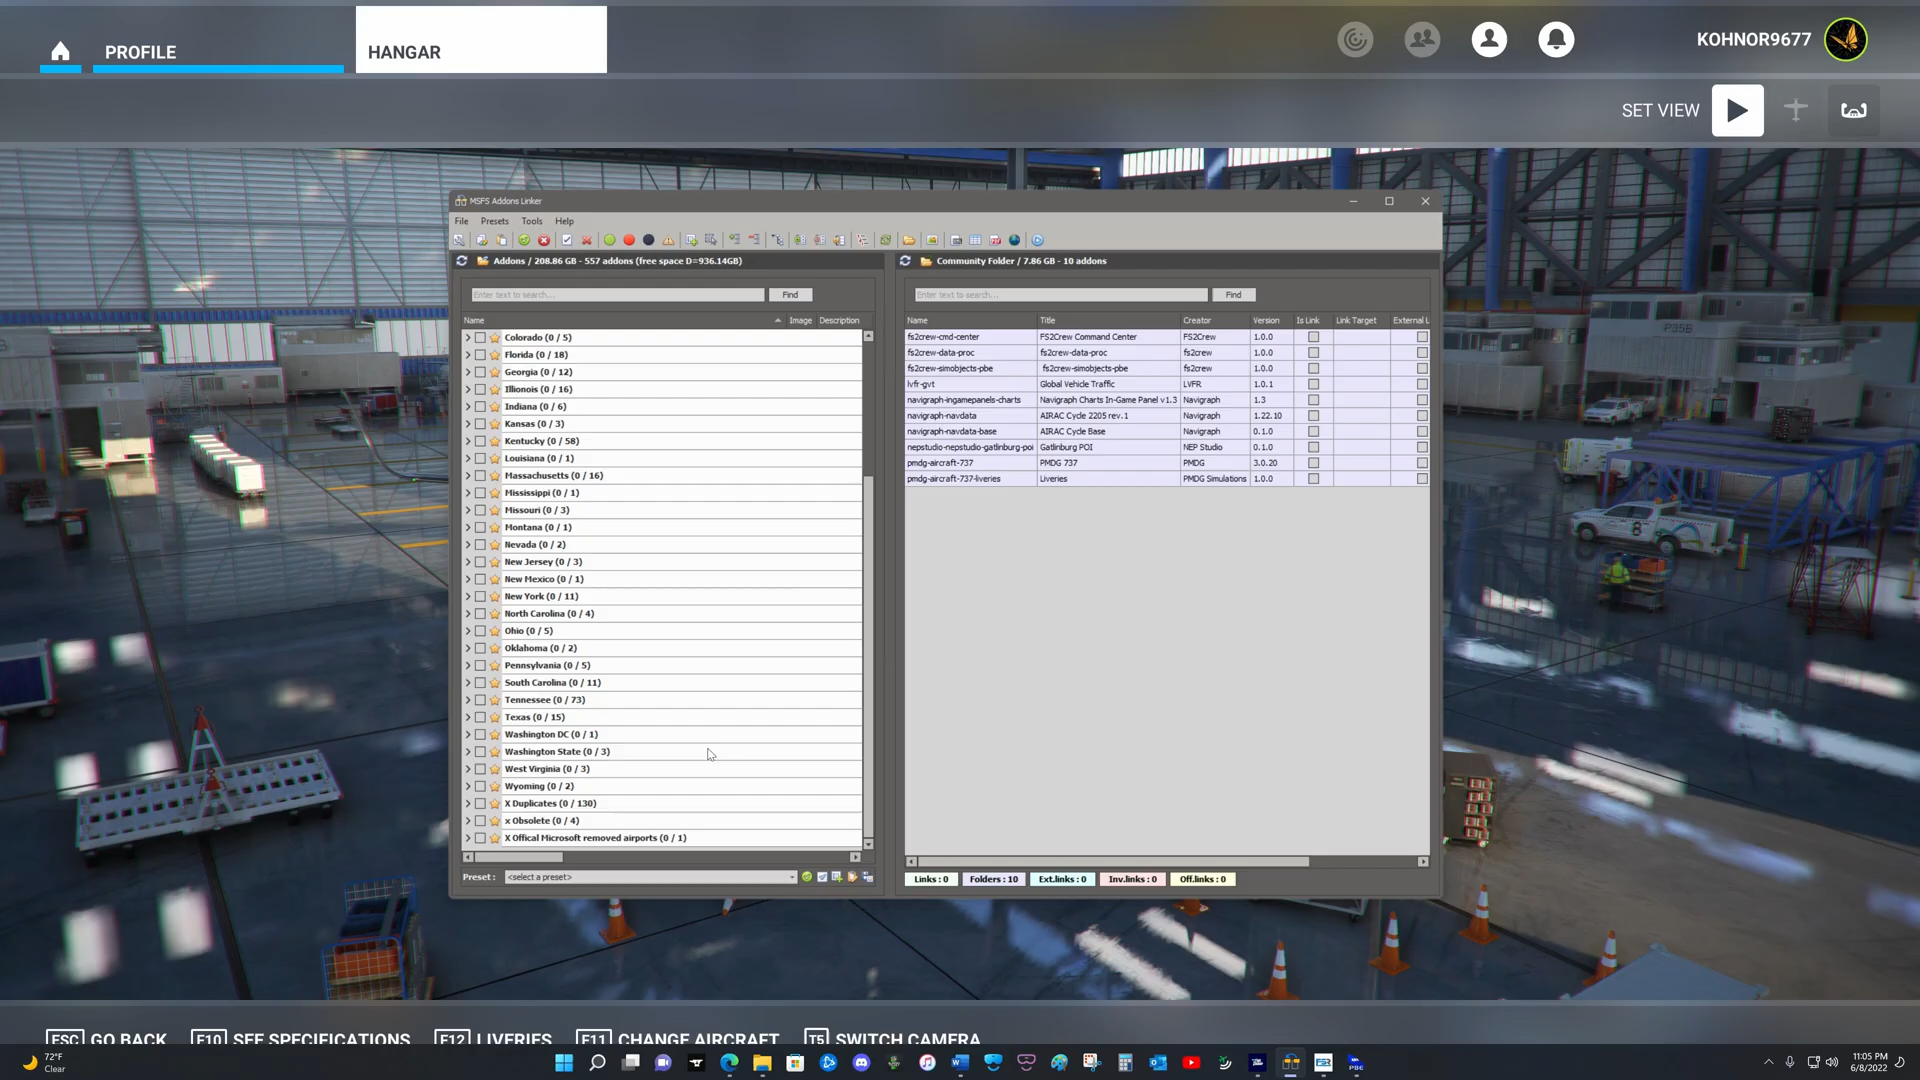 PROFILE
HANGAR
KOHNOR9677
SET VIEW
MSFS Addons Linker
File Presets Tools Help
Addons / 208.86 GB - 557 addons (free space D=936.14GB)
Enter text to search...
Find
Name Image Description
Colorado (0 / 5)
Florida (0 / 18)
Georgia (0 / 12)
Illionois (0 / 16)
Indiana (0 / 6)
Kansas (0 / 3)
Kentucky (0 / 58)
Louisiana (0 / 1)
Massachusetts (0 / 16)
Mississippi (0 / 1)
Missouri (0 / 3)
Montana (0 / 1)
Nevada (0 / 2)
New Jersey (0 / 3)
New Mexico (0 / 1)
New York (0 / 11)
North Carolina (0 / 4)
Ohio (0 / 5)
Oklahoma (0 / 2)
Pennsylvania (0 / 5)
South Carolina (0 / 11)
Tennessee (0 / 73)
Texas (0 / 15)
Washington DC (0 / 1)
Washington State (0 / 3)
West Virginia (0 / 3)
Wyoming (0 / 2)
X Duplicates (0 / 130)
x Obsolete (0 / 4)
X Offical Microsoft removed airports (0 / 1)
Preset : <select a preset>
Community Folder / 7.86 GB - 10 addons
Enter text to search...
Find
Name Title Creator Version Is Link Link Target External L
fs2crew-cmd-center FS2Crew Command Center FS2Crew 1.0.0
fs2crew-data-proc fs2crew-data-proc fs2crew 1.0.0
fs2crew-simobjects-pbe fs2crew-simobjects-pbe fs2crew 1.0.0
lvfr-gvt Global Vehicle Traffic LVFR 1.0.1
navigraph-ingamepanels-charts Navigraph Charts In-Game Panel v1.3 Navigraph 1.3
navigraph-navdata AIRAC Cycle 2205 rev.1 Navigraph 1.22.10
navigraph-navdata-base AIRAC Cycle Base Navigraph 0.1.0
nepstudio-nepstudio-gatlinburg-poi Gatlinburg POI NEP Studio 0.1.0
pmdg-aircraft-737 PMDG 737 PMDG 3.0.20
pmdg-aircraft-737-liveries Liveries PMDG Simulations 1.0.0
Links : 0 Folders : 10 Ext.links : 0 Inv.links : 0 Off.links : 0
P35B
ESC GO BACK F10 SEE SPECIFICATIONS F12 LIVERIES F11 CHANGE AIRCRAFT T5 SWITCH CAMERA
72°F
Clear
11:05 PM
6/8/2022